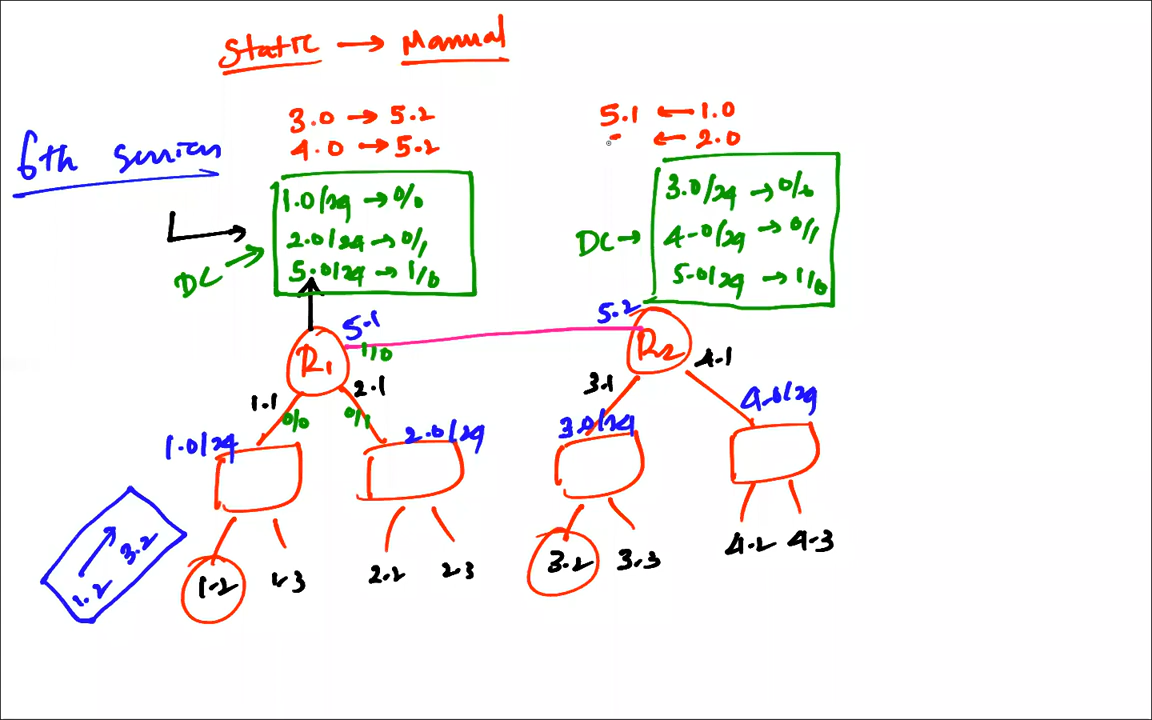 Static → Manual
3.0 → 5.2
4.0 → 5.2
5.1 ← 1.0
← 2.0
6th
1.0/24 → 0/0
2.0/24 → 0/1
5.0/24 → 1/0
DC →
3.0/24 → 0/0
4.0/24 → 0/1
5.0/24 → 1/0
DC →
5.1
5.2
R1
1/0
R2
1.1
2.1
3.1
4.1
0/0
0/1
1.0/24
2.0/24
3.0/24
4.0/24
1.2 → 3.2
1.2
1.3
2.2
2.3
3.2
3.3
4.2
4.3